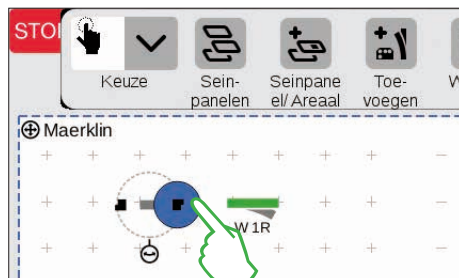 STO
Keuze
Sein-
panelen
Seinpane
el/Areaal
Toe-
voegen
W
Maerklin
W 1R